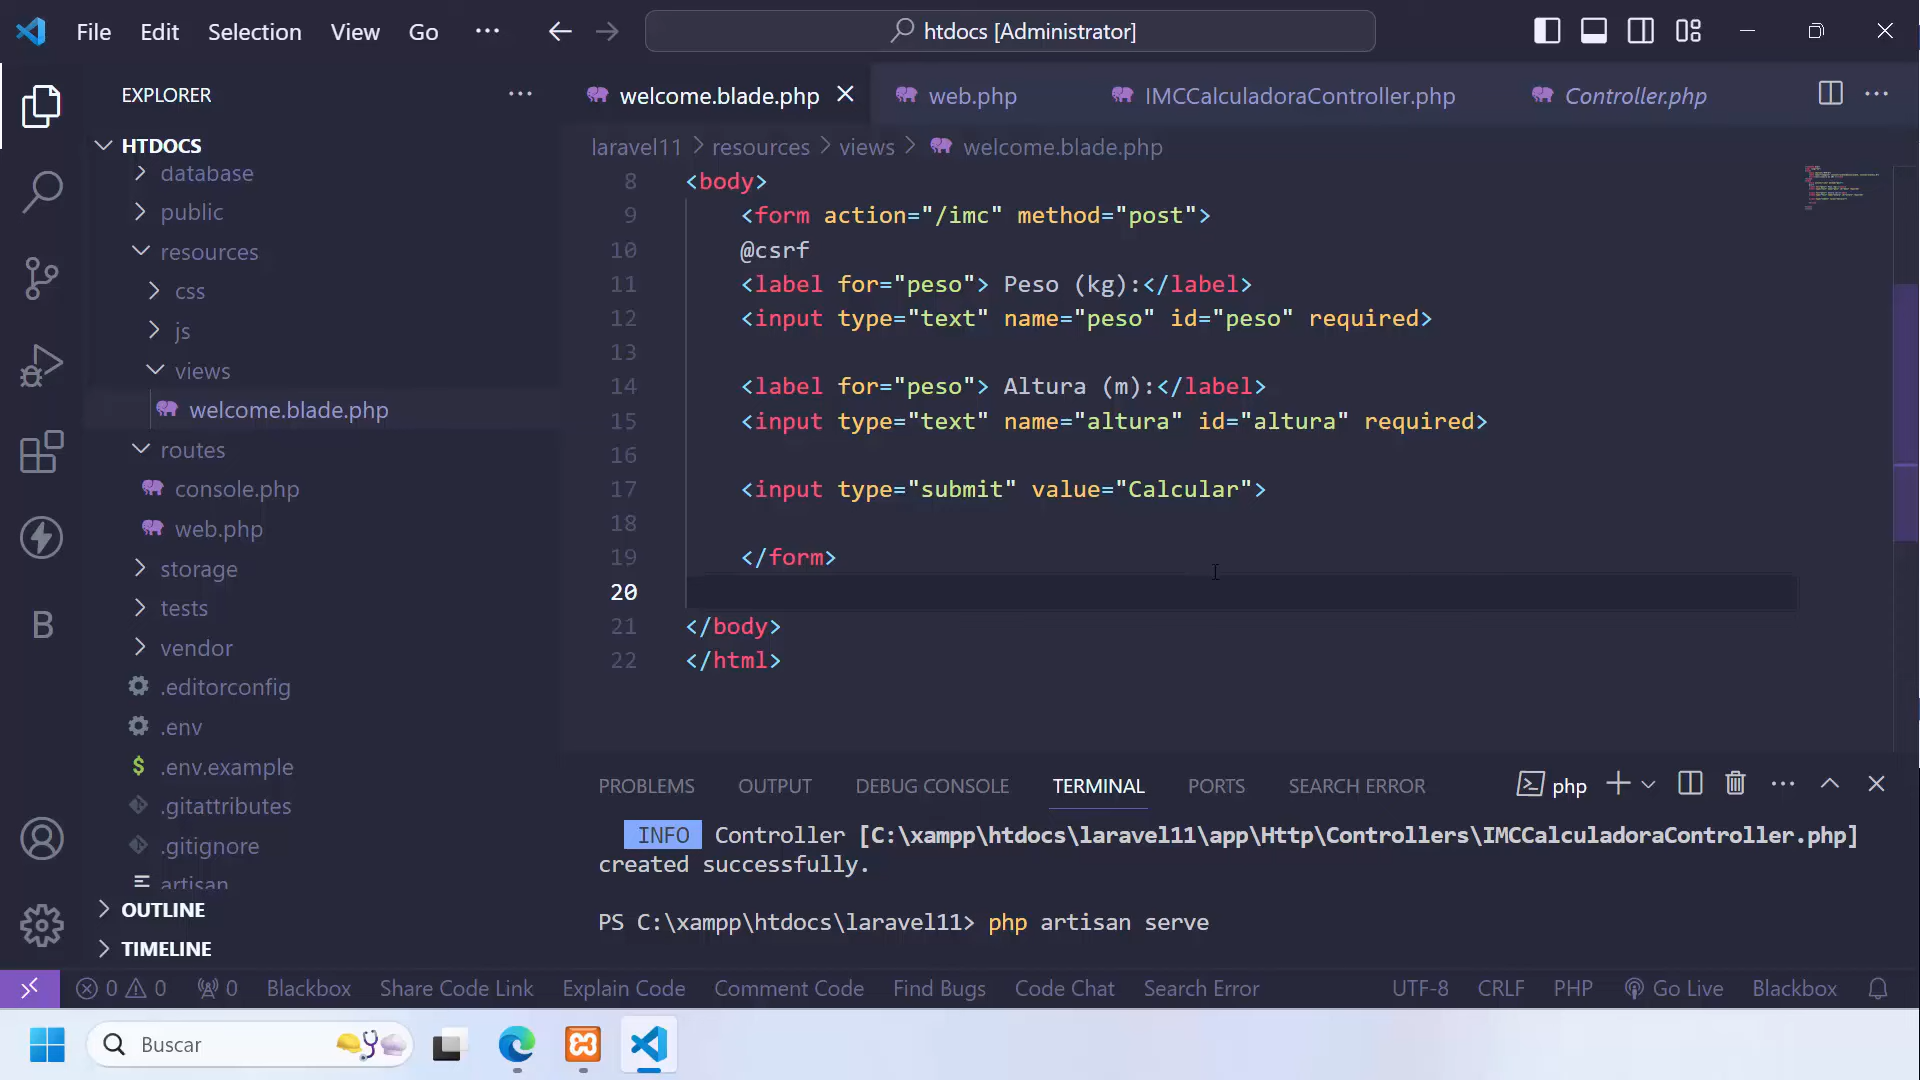 File Edit Selection View Go ··· htdocs [Administrator]
EXPLORER ···
HTDOCS
database
public
resources
css
js
views
welcome.blade.php
routes
console.php
web.php
storage
tests
vendor
.editorconfig
.env
$ .env.example
.gitattributes
.gitignore
artisan
OUTLINE
TIMELINE
B
welcome.blade.php web.php IMCCalculadoraController.php Controller.php ···
laravel11 > resources > views > welcome.blade.php
8 <body>
9 <form action="/imc" method="post">
10 @csrf
11 <label for="peso"> Peso (kg):</label>
12 <input type="text" name="peso" id="peso" required>
13
14 <label for="peso"> Altura (m):</label>
15 <input type="text" name="altura" id="altura" required>
16
17 <input type="submit" value="Calcular">
18
19 </form>
20
21 </body>
22 </html>
PROBLEMS OUTPUT DEBUG CONSOLE TERMINAL PORTS SEARCH ERROR php ···
INFO Controller [C:\xampp\htdocs\laravel11\app\Http\Controllers\IMCCalculadoraController.php]
created successfully.
PS C:\xampp\htdocs\laravel11> php artisan serve
0 0 0 Blackbox Share Code Link Explain Code Comment Code Find Bugs Code Chat Search Error UTF-8 CRLF PHP Go Live Blackbox
Buscar